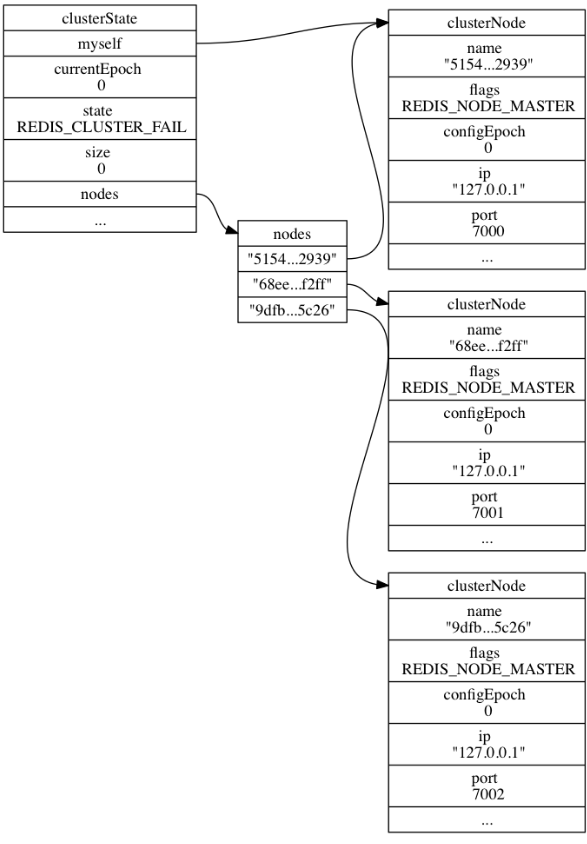 clusterState
myself
currentEpoch
0
state
REDIS_CLUSTER_FAIL
size
0
nodes
...
nodes
"5154...2939"
"68ee...f2ff"
"9dfb...5c26"
clusterNode
name
"5154...2939"
flags
REDIS_NODE_MASTER
configEpoch
0
ip
"127.0.0.1"
port
7000
...
clusterNode
name
"68ee...f2ff"
flags
REDIS_NODE_MASTER
configEpoch
0
ip
"127.0.0.1"
port
7001
...
clusterNode
name
"9dfb...5c26"
flags
REDIS_NODE_MASTER
configEpoch
0
ip
"127.0.0.1"
port
7002
...